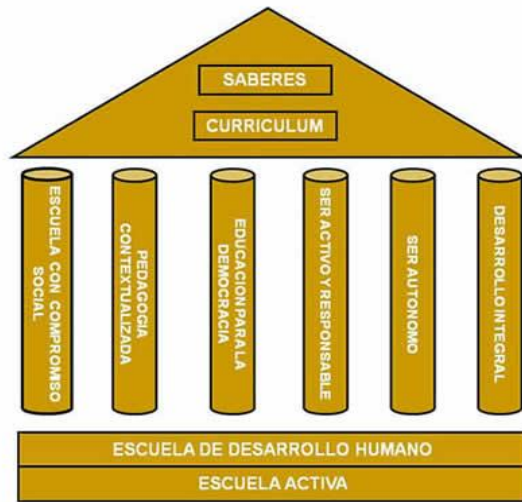 SABERES
CURRICULUM
ESCUELA CON COMPROMISO
SOCIAL
PEDAGOGIA
CONTEXTUALIZADA
EDUCACION PARA LA
DEMOCRACIA
SER ACTIVO Y RESPONSABLE
SER AUTONOMO
DESARROLLO INTEGRAL
ESCUELA DE DESARROLLO HUMANO
ESCUELA ACTIVA